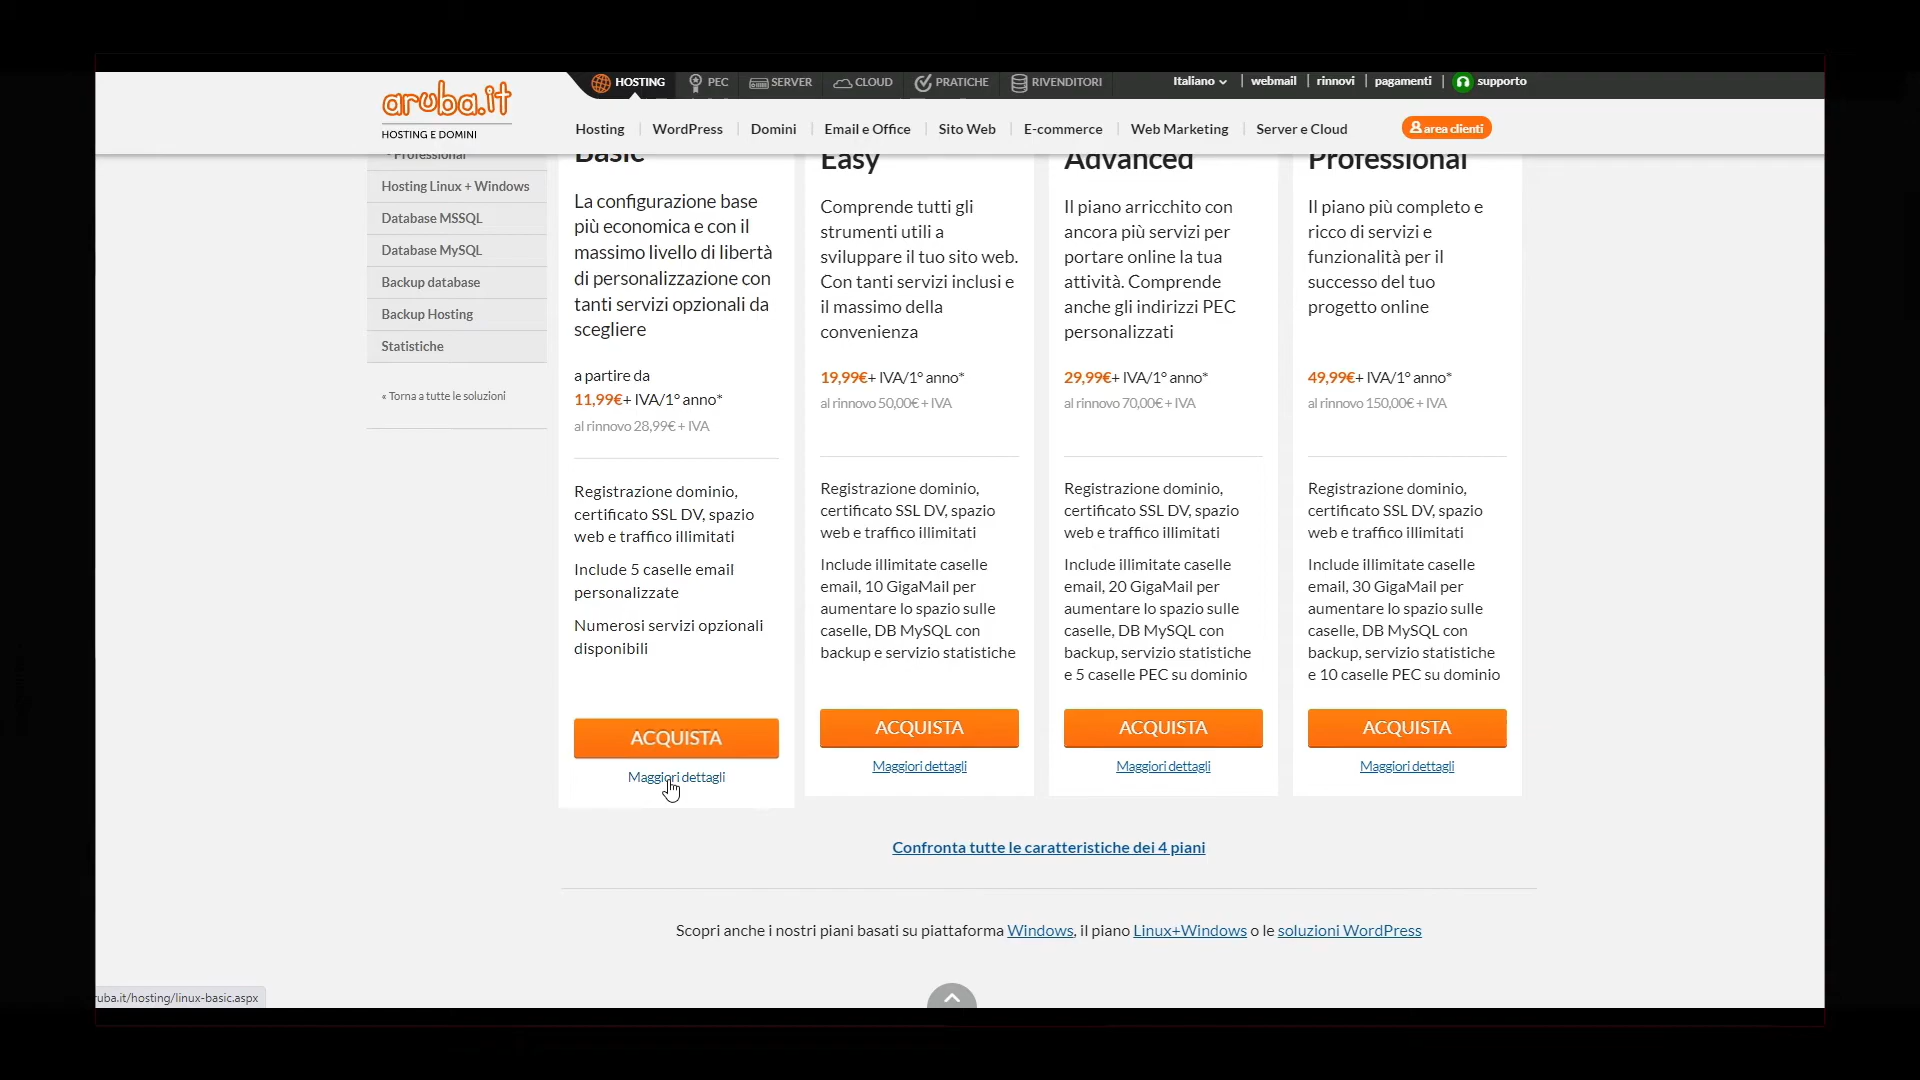 HOSTING
PEC
SERVER
CLOUD
PRATICHE
RIVENDITORI
Italiano
webmail
rinnovi
pagamenti
supporto
aruba.it
HOSTING E DOMINI
Hosting
WordPress
Domini
Email e Office
Sito Web
E-commerce
Web Marketing
Server e Cloud
area clienti
Professional
Hosting Linux + Windows
Database MSSQL
Database MySQL
Backup database
Backup Hosting
Statistiche
« Torna a tutte le soluzioni
Basic
La configurazione base
più economica e con il
massimo livello di libertà
di personalizzazione con
tanti servizi opzionali da
scegliere
a partire da
11,99€+ IVA/1° anno*
al rinnovo 28,99€ + IVA
Registrazione dominio,
certificato SSL DV, spazio
web e traffico illimitati
Include 5 caselle email
personalizzate
Numerosi servizi opzionali
disponibili
ACQUISTA
Maggiori dettagli
Easy
Comprende tutti gli
strumenti utili a
sviluppare il tuo sito web.
Con tanti servizi inclusi e
il massimo della
convenienza
19,99€+ IVA/1° anno*
al rinnovo 50,00€ + IVA
Registrazione dominio,
certificato SSL DV, spazio
web e traffico illimitati
Include illimitate caselle
email, 10 GigaMail per
aumentare lo spazio sulle
caselle, DB MySQL con
backup e servizio statistiche
ACQUISTA
Maggiori dettagli
Advanced
Il piano arricchito con
ancora più servizi per
portare online la tua
attività. Comprende
anche gli indirizzi PEC
personalizzati
29,99€+ IVA/1° anno*
al rinnovo 70,00€ + IVA
Registrazione dominio,
certificato SSL DV, spazio
web e traffico illimitati
Include illimitate caselle
email, 20 GigaMail per
aumentare lo spazio sulle
caselle, DB MySQL con
backup, servizio statistiche
e 5 caselle PEC su dominio
ACQUISTA
Maggiori dettagli
Professional
Il piano più completo e
ricco di servizi e
funzionalità per il
successo del tuo
progetto online
49,99€+ IVA/1° anno*
al rinnovo 150,00€ + IVA
Registrazione dominio,
certificato SSL DV, spazio
web e traffico illimitati
Include illimitate caselle
email, 30 GigaMail per
aumentare lo spazio sulle
caselle, DB MySQL con
backup, servizio statistiche
e 10 caselle PEC su dominio
ACQUISTA
Maggiori dettagli
Confronta tutte le caratteristiche dei 4 piani
Scopri anche i nostri piani basati su piattaforma Windows, il piano Linux+Windows o le soluzioni WordPress
uba.it/hosting/linux-basic.aspx